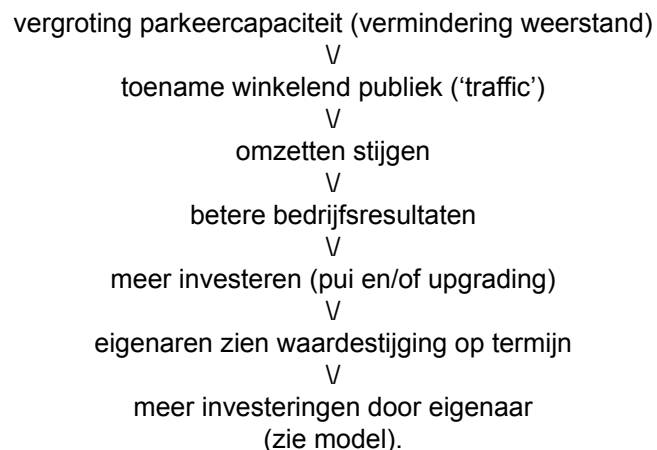 vergroting parkeercapaciteit (vermindering weerstand)
\/
toename winkelend publiek (‘traffic’)
\/
omzetten stijgen
\/
betere bedrijfsresultaten
\/
meer investeren (pui en/of upgrading)
\/
eigenaren zien waardestijging op termijn
\/
meer investeringen door eigenaar
(zie model).